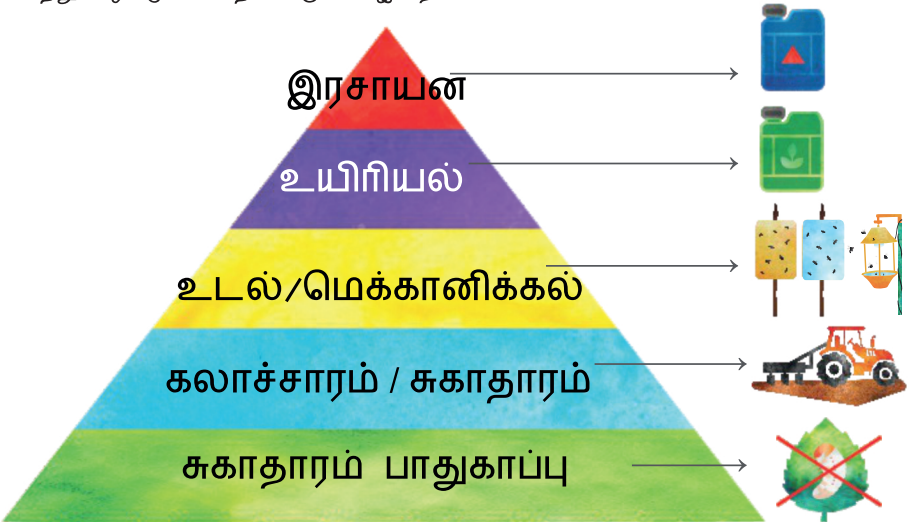 இரசாயன
உயிரியல்
உடல்/மெக்கானிக்கல்
கலாச்சாரம் / சுகாதாரம்
சுகாதாரம் பாதுகாப்பு